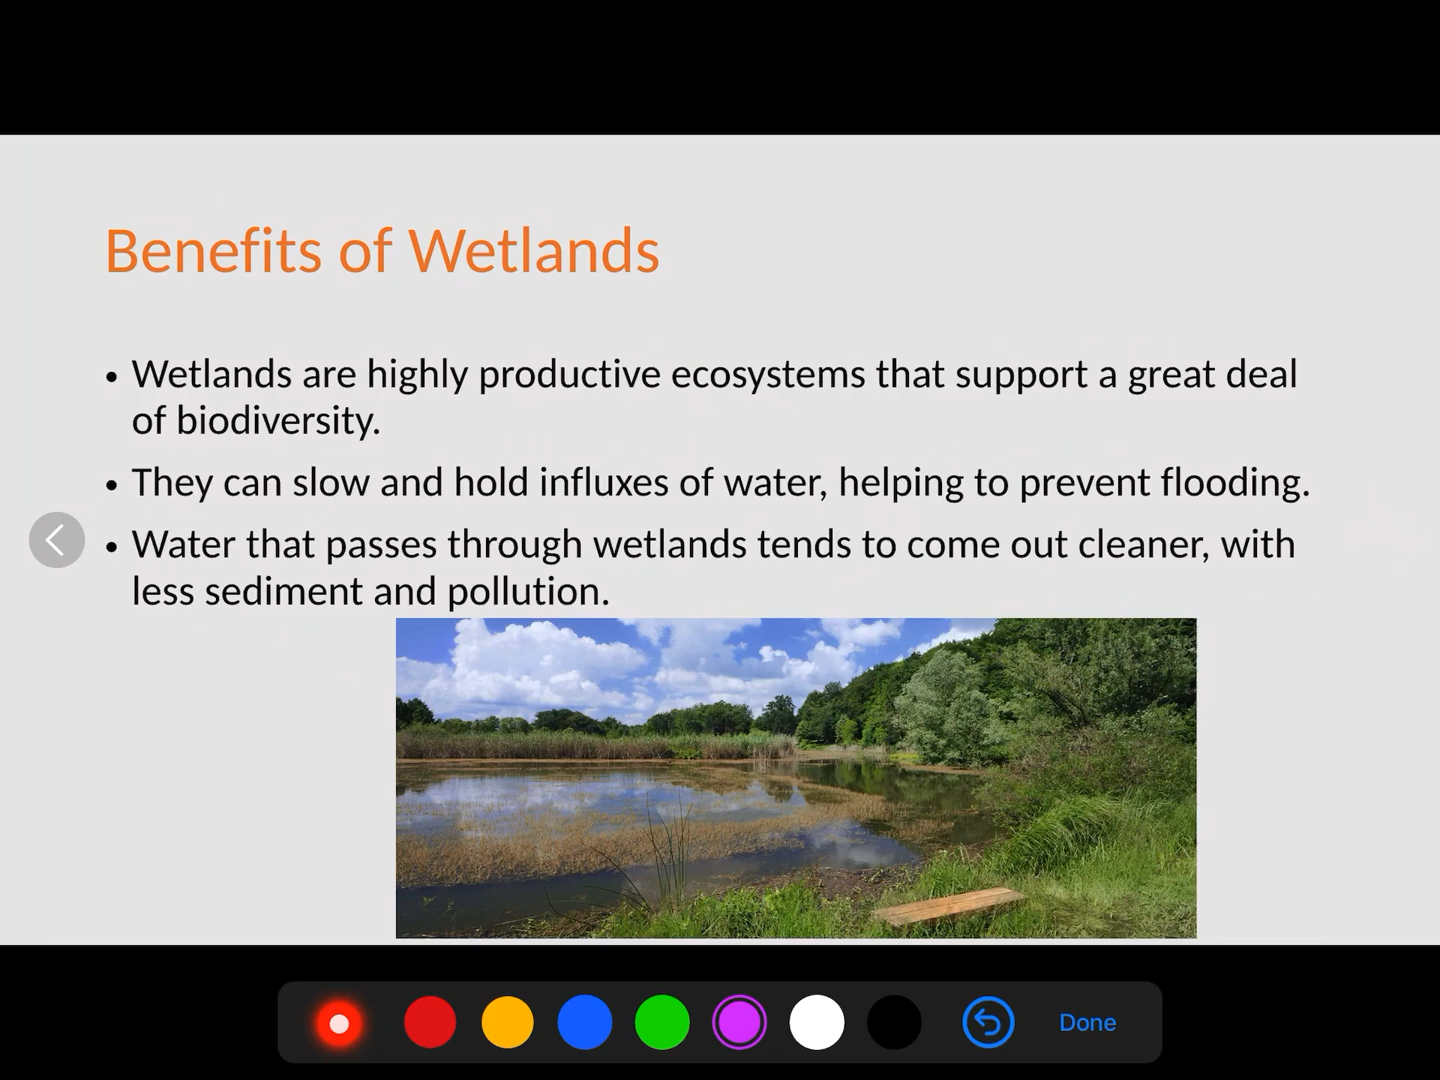 Benefits of Wetlands
• Wetlands are highly productive ecosystems that support a great deal
of biodiversity.
• They can slow and hold influxes of water, helping to prevent flooding.
• Water that passes through wetlands tends to come out cleaner, with
less sediment and pollution.
Done